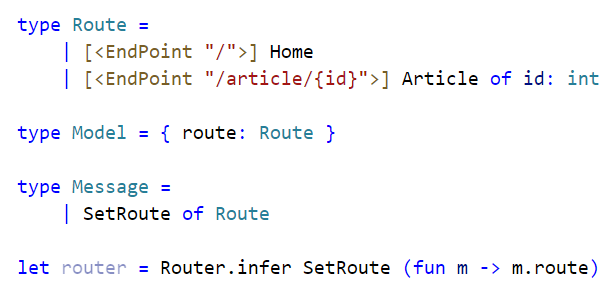 type Route =
    | [<EndPoint "/">] Home
    | [<EndPoint "/article/{id}">] Article of id: int
type Model = { route: Route }
type Message =
    | SetRoute of Route
let router = Router.infer SetRoute (fun m -> m.route)